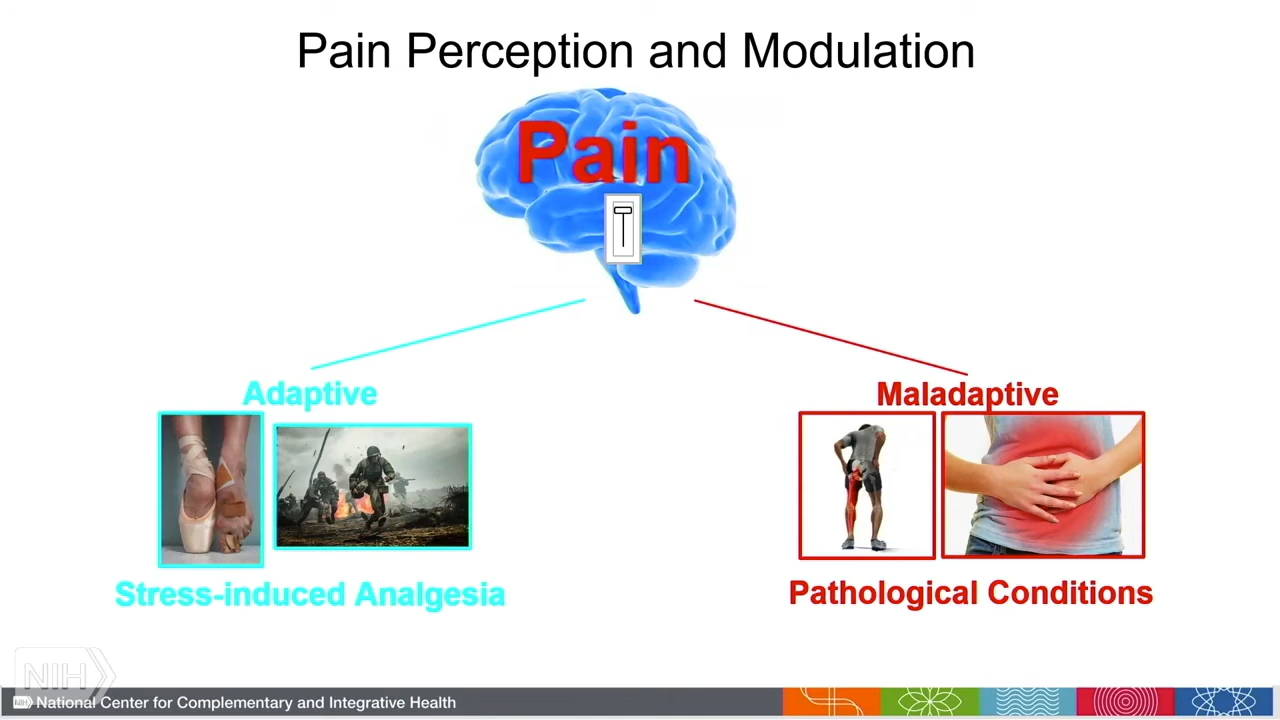 Pain Perception and Modulation
Pain
Adaptive
Maladaptive
Stress-induced Analgesia
Pathological Conditions
NIH
NIH National Center for Complementary and Integrative Health